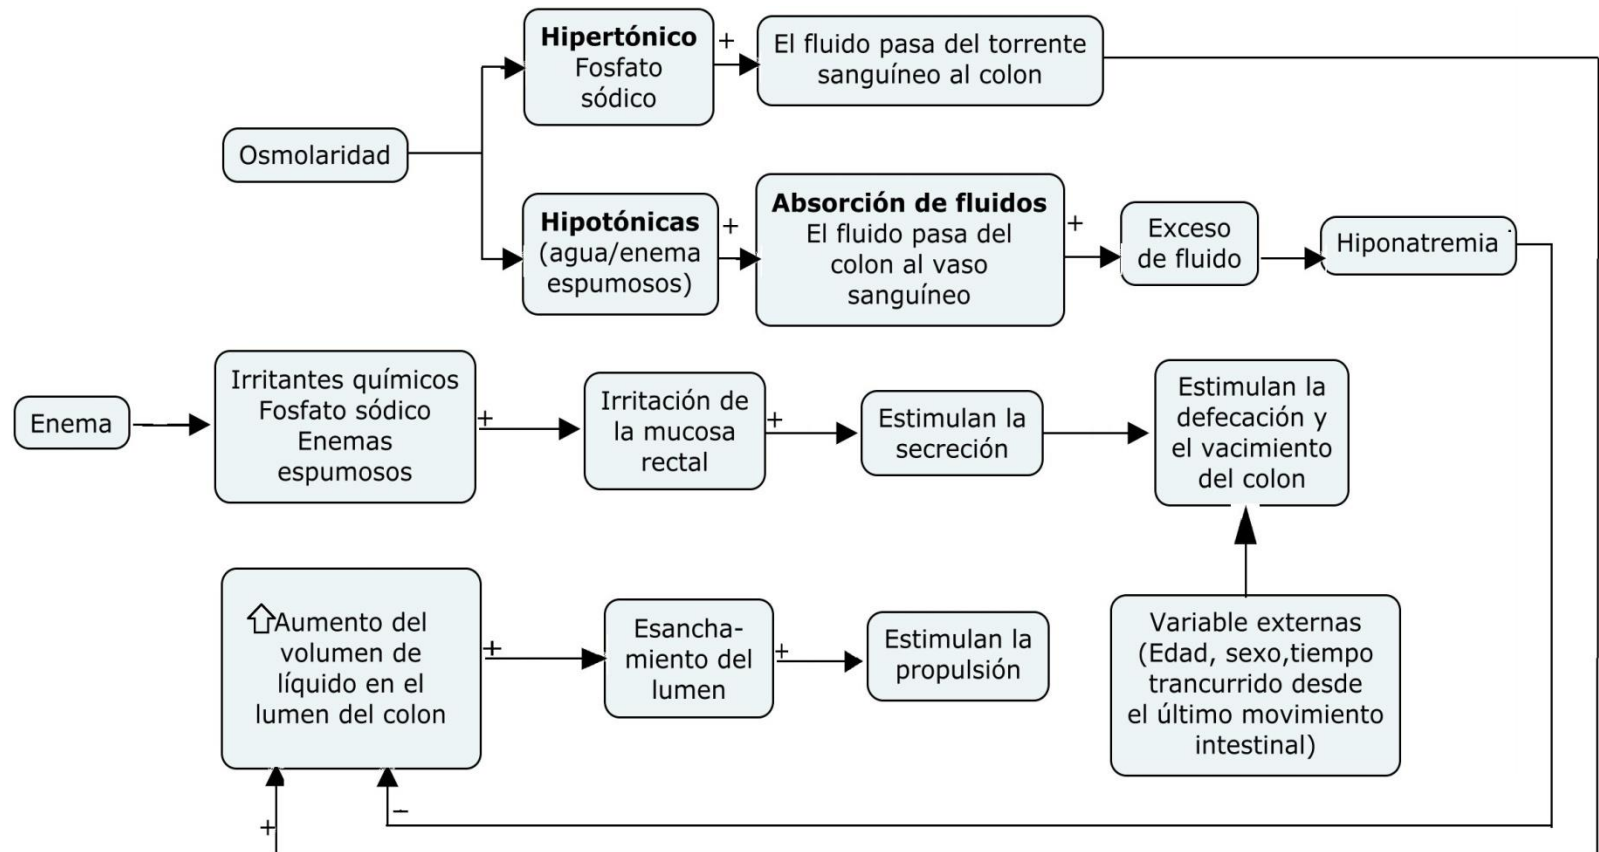 Hipertónico
Fosfato
sódico
+
El fluido pasa del torrente
sanguíneo al colon
Osmolaridad
Hipotónicas
(agua/enema
espumosos)
+
Absorción de fluidos
El fluido pasa del
colon al vaso
sanguíneo
+
Exceso
de fluido
Hiponatremia
Enema
Irritantes químicos
Fosfato sódico
Enemas
espumosos
+
Irritación de
la mucosa
rectal
+
Estimulan la
secreción
Estimulan la
defecación y
el vacimiento
del colon
Aumento del
volumen de
líquido en el
lumen del colon
+
Esancha-
miento del
lumen
+
Estimulan la
propulsión
Variable externas
(Edad, sexo,tiempo
trancurrido desde
el último movimiento
intestinal)
+
−